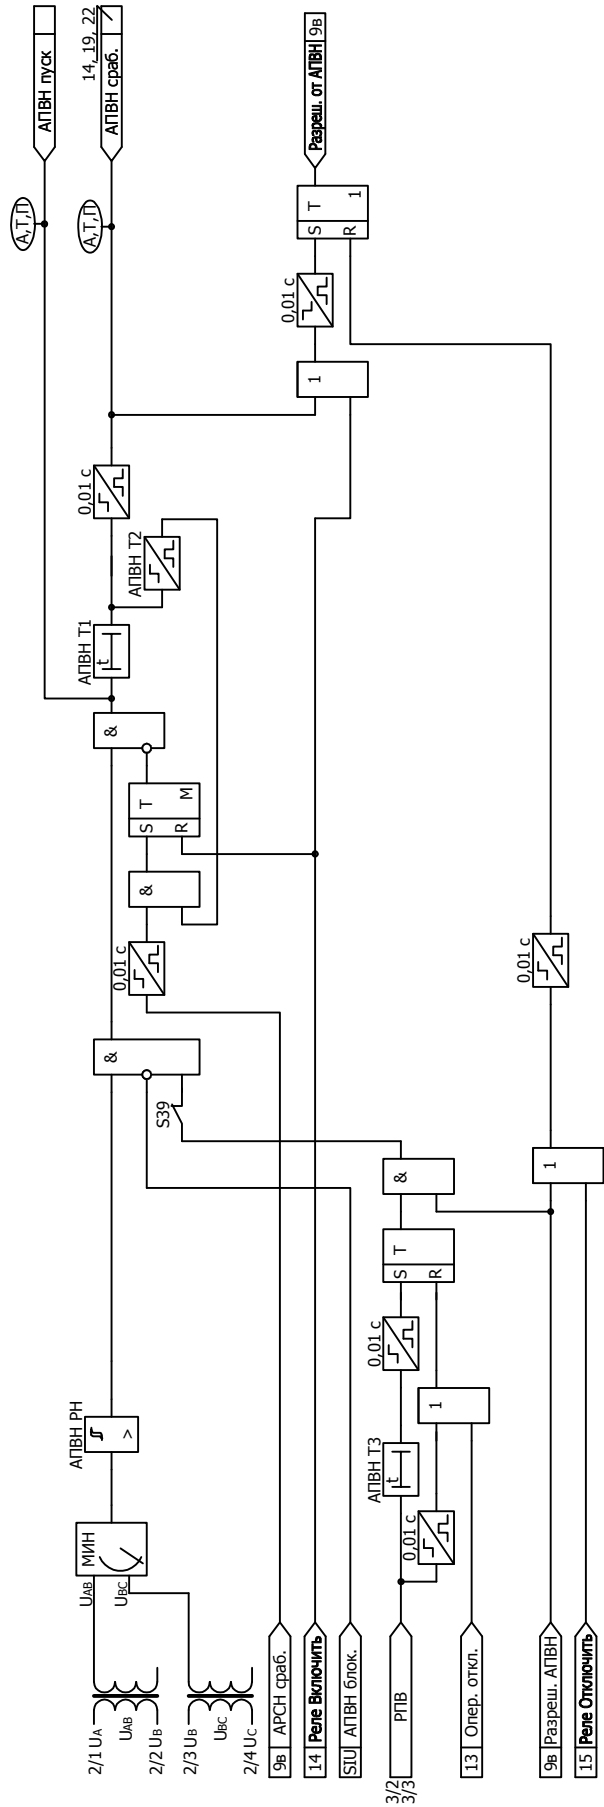 АПВН пуск
14, 19, 22
АПВН сраб.
А,Т,П
А,Т,П
Разреш. от АПВН 9в
S T 1
R
0,01 с
1
0,01 с
АПВН Т2
АПВН Т1
t
&
S T M
R
&
0,01 с
&
S39
0,01 с
1
&
S T
R
0,01 с
1
АПВН Т3
t
0,01 с
АПВН РН
>
МИН
UAB
UBC
2/1 UA
UAB
2/2 UB
2/3 UB
UBC
2/4 UC
9в АРСН сраб.
14 Реле Включить
SIU АПВН блок.
3/2
3/3
РПВ
13 Опер. откл.
9в Разреш. АПВН
15 Реле Отключить